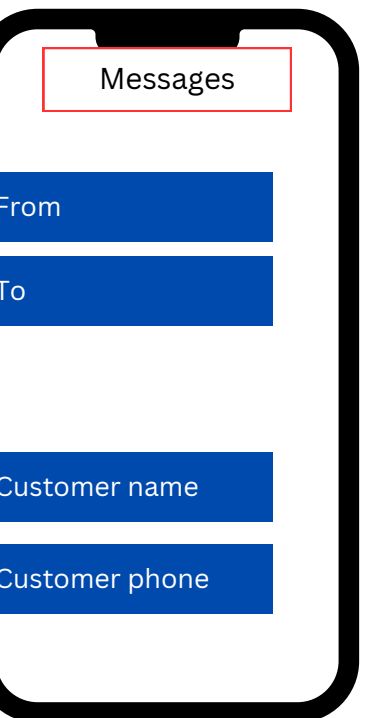 Messages
From
To
Customer name
Customer phone